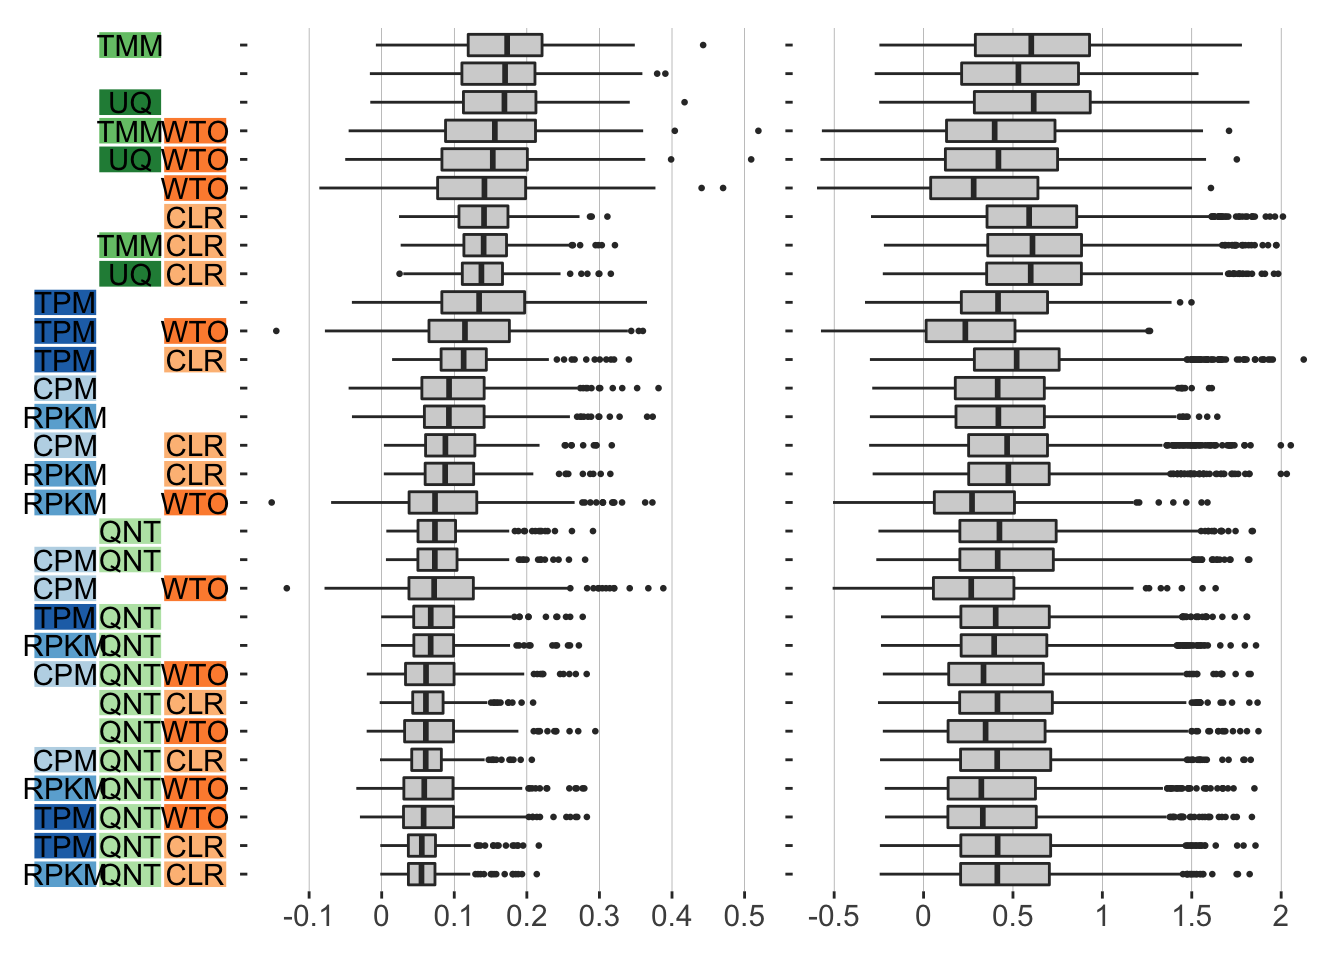 TMM
UQ
TMM WTO
UQ WTO
WTO
CLR
TMM CLR
UQ CLR
TPM
TPM WTO
TPM CLR
CPM
RPKM
CPM CLR
RPKM CLR
RPKM WTO
QNT
CPM QNT
CPM WTO
TPM QNT
RPKM QNT
CPM QNT WTO
QNT CLR
QNT WTO
CPM QNT CLR
RPKM QNT WTO
TPM QNT WTO
TPM QNT CLR
RPKM QNT CLR
-0.1 0 0.1 0.2 0.3 0.4 0.5 -0.5 0 0.5 1 1.5 2